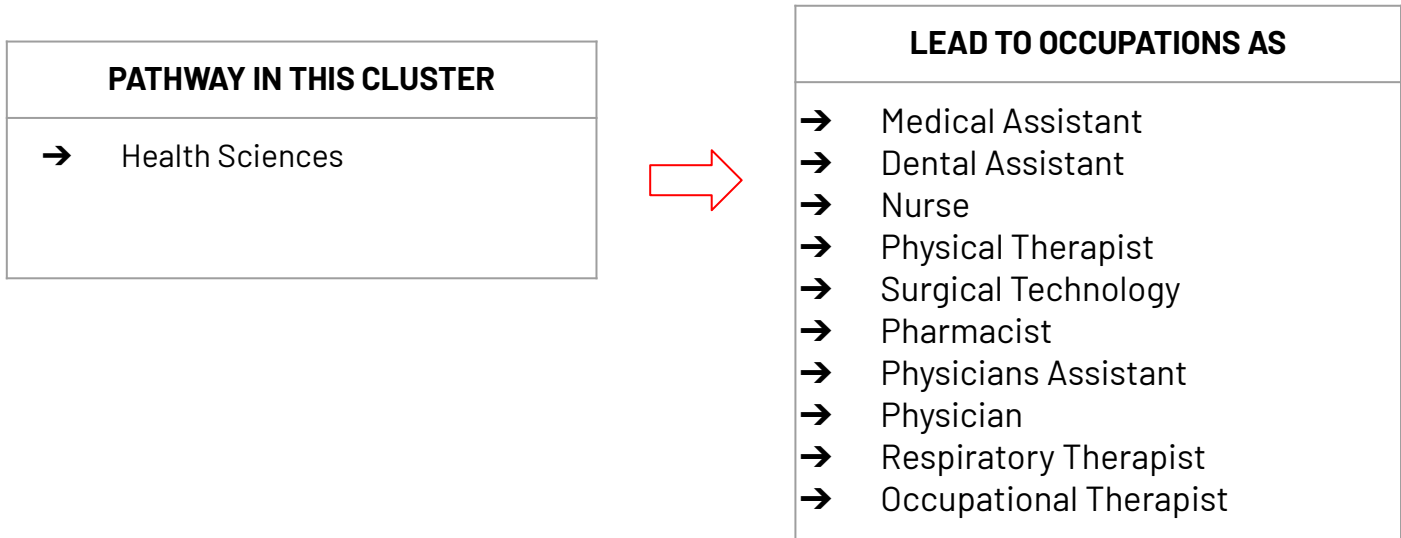 PATHWAY IN THIS CLUSTER
➔ Health Sciences
LEAD TO OCCUPATIONS AS
➔ Medical Assistant
➔ Dental Assistant
➔ Nurse
➔ Physical Therapist
➔ Surgical Technology
➔ Pharmacist
➔ Physicians Assistant
➔ Physician
➔ Respiratory Therapist
➔ Occupational Therapist